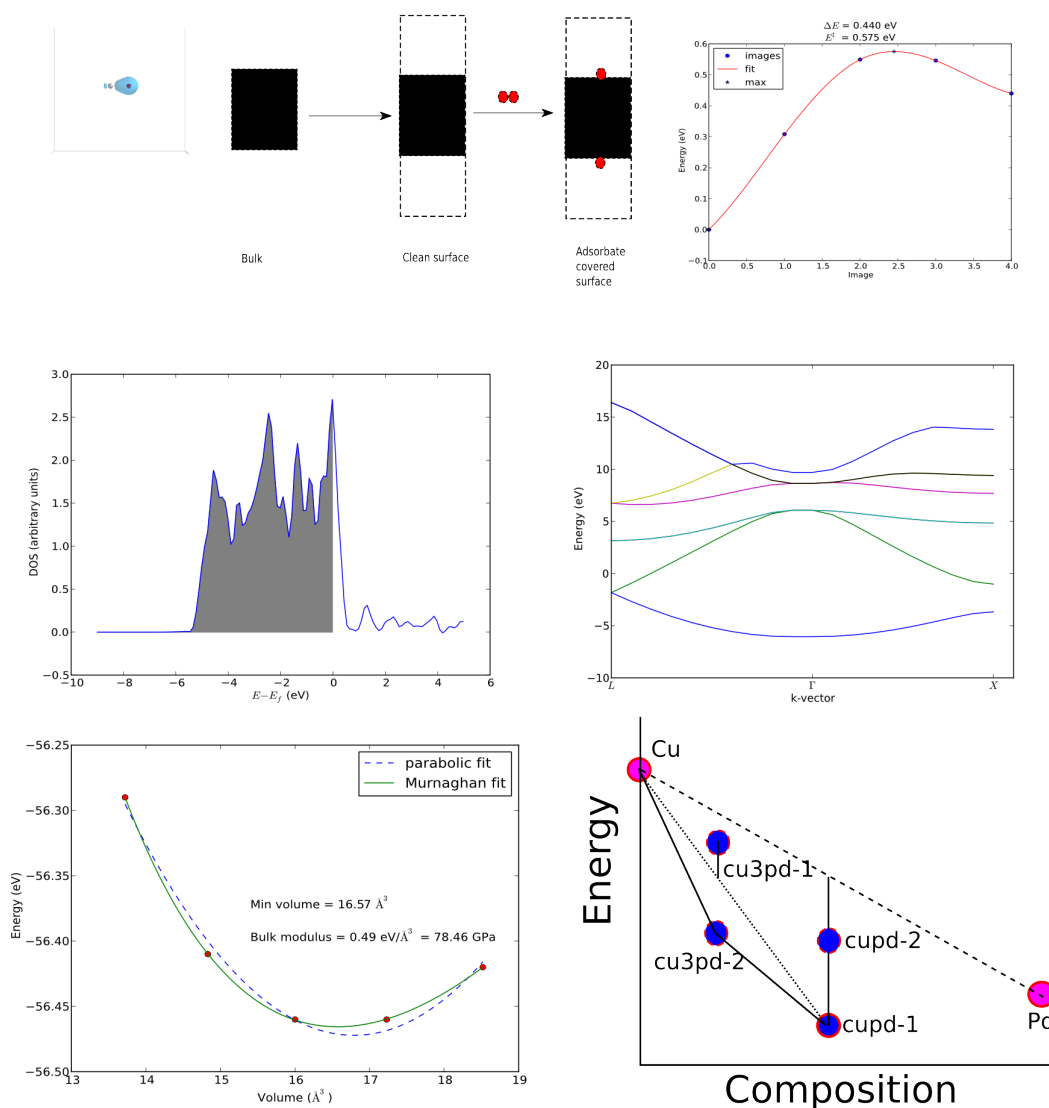 Bulk
Clean surface
Adsorbate
covered
surface
ΔE = 0.440 eV
E‡ = 0.575 eV
images
fit
max
0.6
0.5
0.4
0.3
0.2
0.1
0.0
−0.1
Energy (eV)
0.0 0.5 1.0 1.5 2.0 2.5 3.0 3.5 4.0
Image
3.0
2.5
2.0
1.5
1.0
0.5
0.0
−0.5
DOS (arbitrary units)
−10 −8 −6 −4 −2 0 2 4 6
E−E_f (eV)
20
15
10
5
0
−5
−10
Energy (eV)
L Γ X
k-vector
−56.25
−56.30
−56.35
−56.40
−56.45
−56.50
Energy (eV)
parabolic fit
Murnaghan fit
Min volume = 16.57 Å³
Bulk modulus = 0.49 eV/Å³ = 78.46 GPa
13 14 15 16 17 18 19
Volume (Å³)
Energy
Cu
cu3pd-1
cu3pd-2
cupd-2
cupd-1
Composition